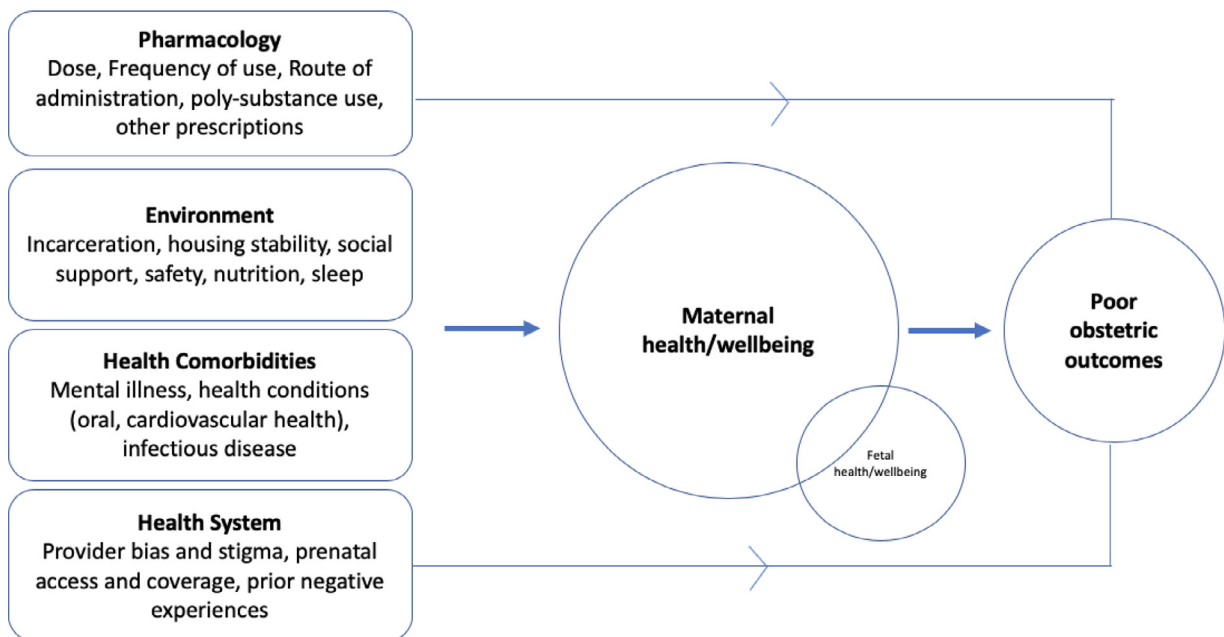 Pharmacology
Dose, Frequency of use, Route of
administration, poly-substance use,
other prescriptions
Environment
Incarceration, housing stability, social
support, safety, nutrition, sleep
Health Comorbidities
Mental illness, health conditions
(oral, cardiovascular health),
infectious disease
Health System
Provider bias and stigma, prenatal
access and coverage, prior negative
experiences
Maternal
health/wellbeing
Fetal
health/wellbeing
Poor
obstetric
outcomes